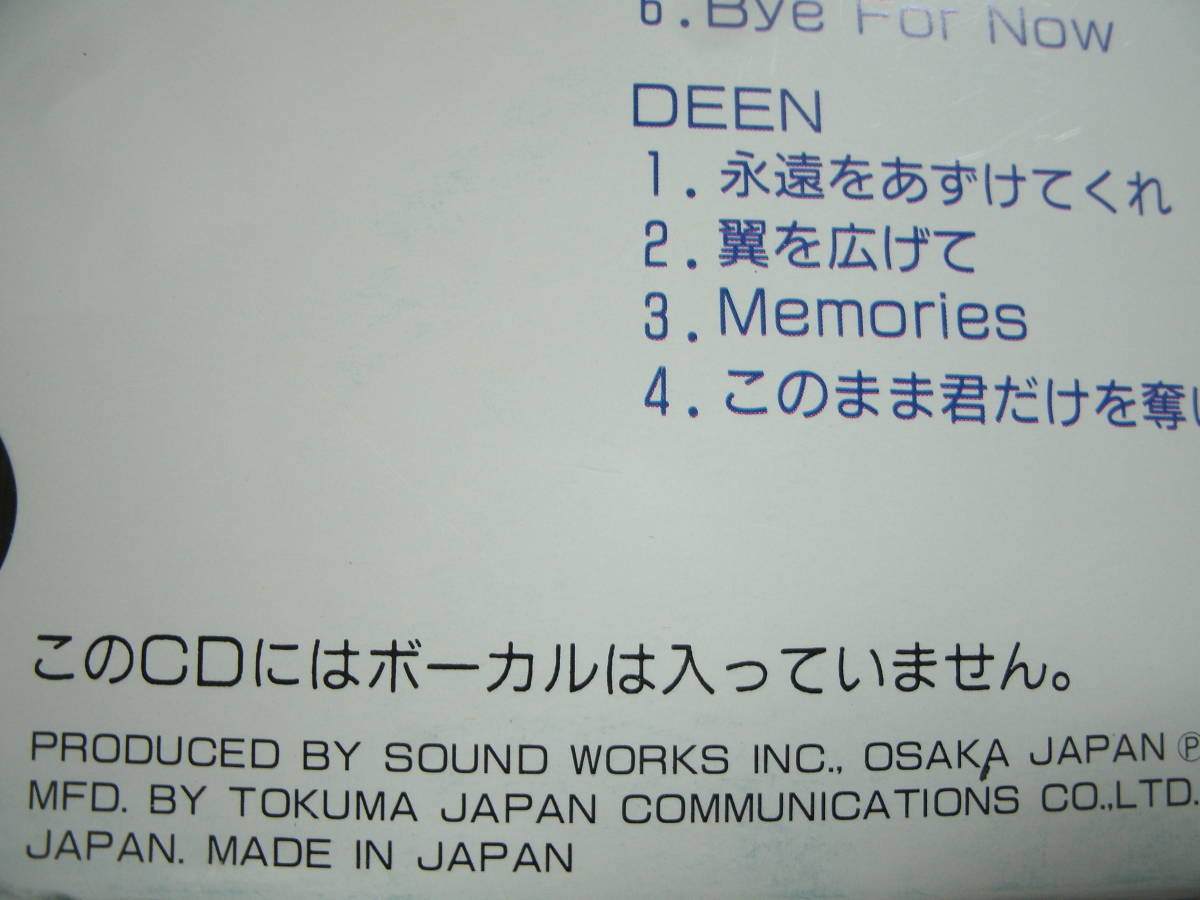 6. Bye For Now
DEEN
1. 永遠をあずけてくれ
2. 翼を広げて
3. Memories
4. このまま君だけを奪い
このCDにはボーカルは入っていません。
PRODUCED BY SOUND WORKS INC., OSAKA JAPAN Ⓟ
MFD. BY TOKUMA JAPAN COMMUNICATIONS CO.,LTD.
JAPAN. MADE IN JAPAN